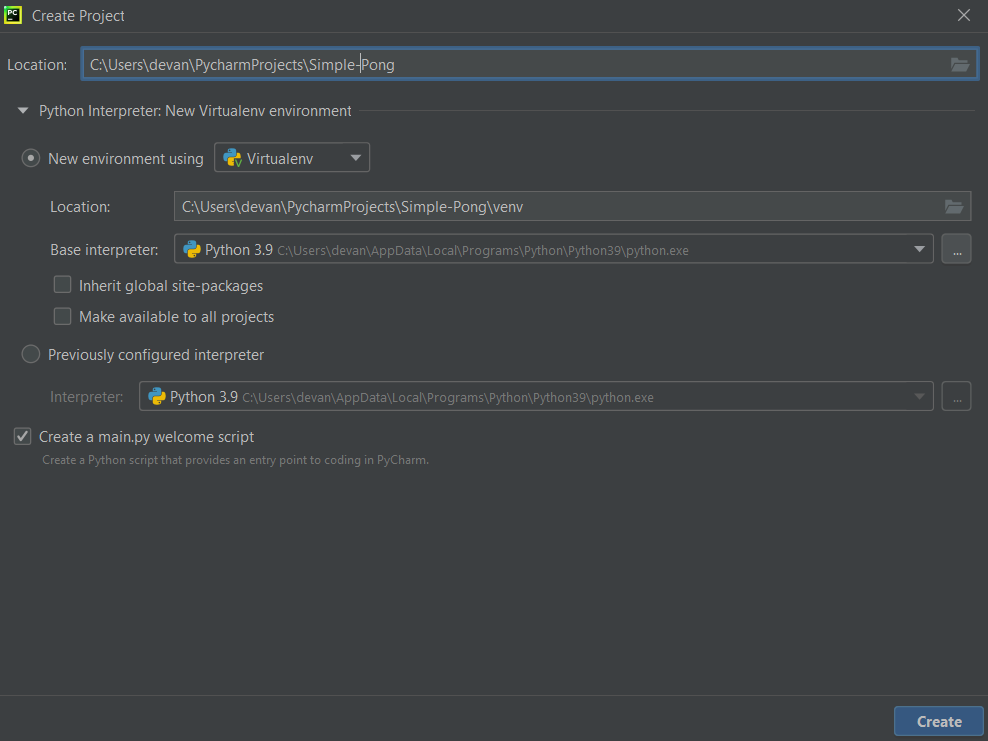 PC Create Project
Location: C:\Users\devan\PycharmProjects\Simple-Pong
Python Interpreter: New Virtualenv environment
New environment using Virtualenv
Location: C:\Users\devan\PycharmProjects\Simple-Pong\venv
Base interpreter: Python 3.9 C:\Users\devan\AppData\Local\Programs\Python\Python39\python.exe ...
Inherit global site-packages
Make available to all projects
Previously configured interpreter
Interpreter: Python 3.9 C:\Users\devan\AppData\Local\Programs\Python\Python39\python.exe ...
Create a main.py welcome script
Create a Python script that provides an entry point to coding in PyCharm.
Create